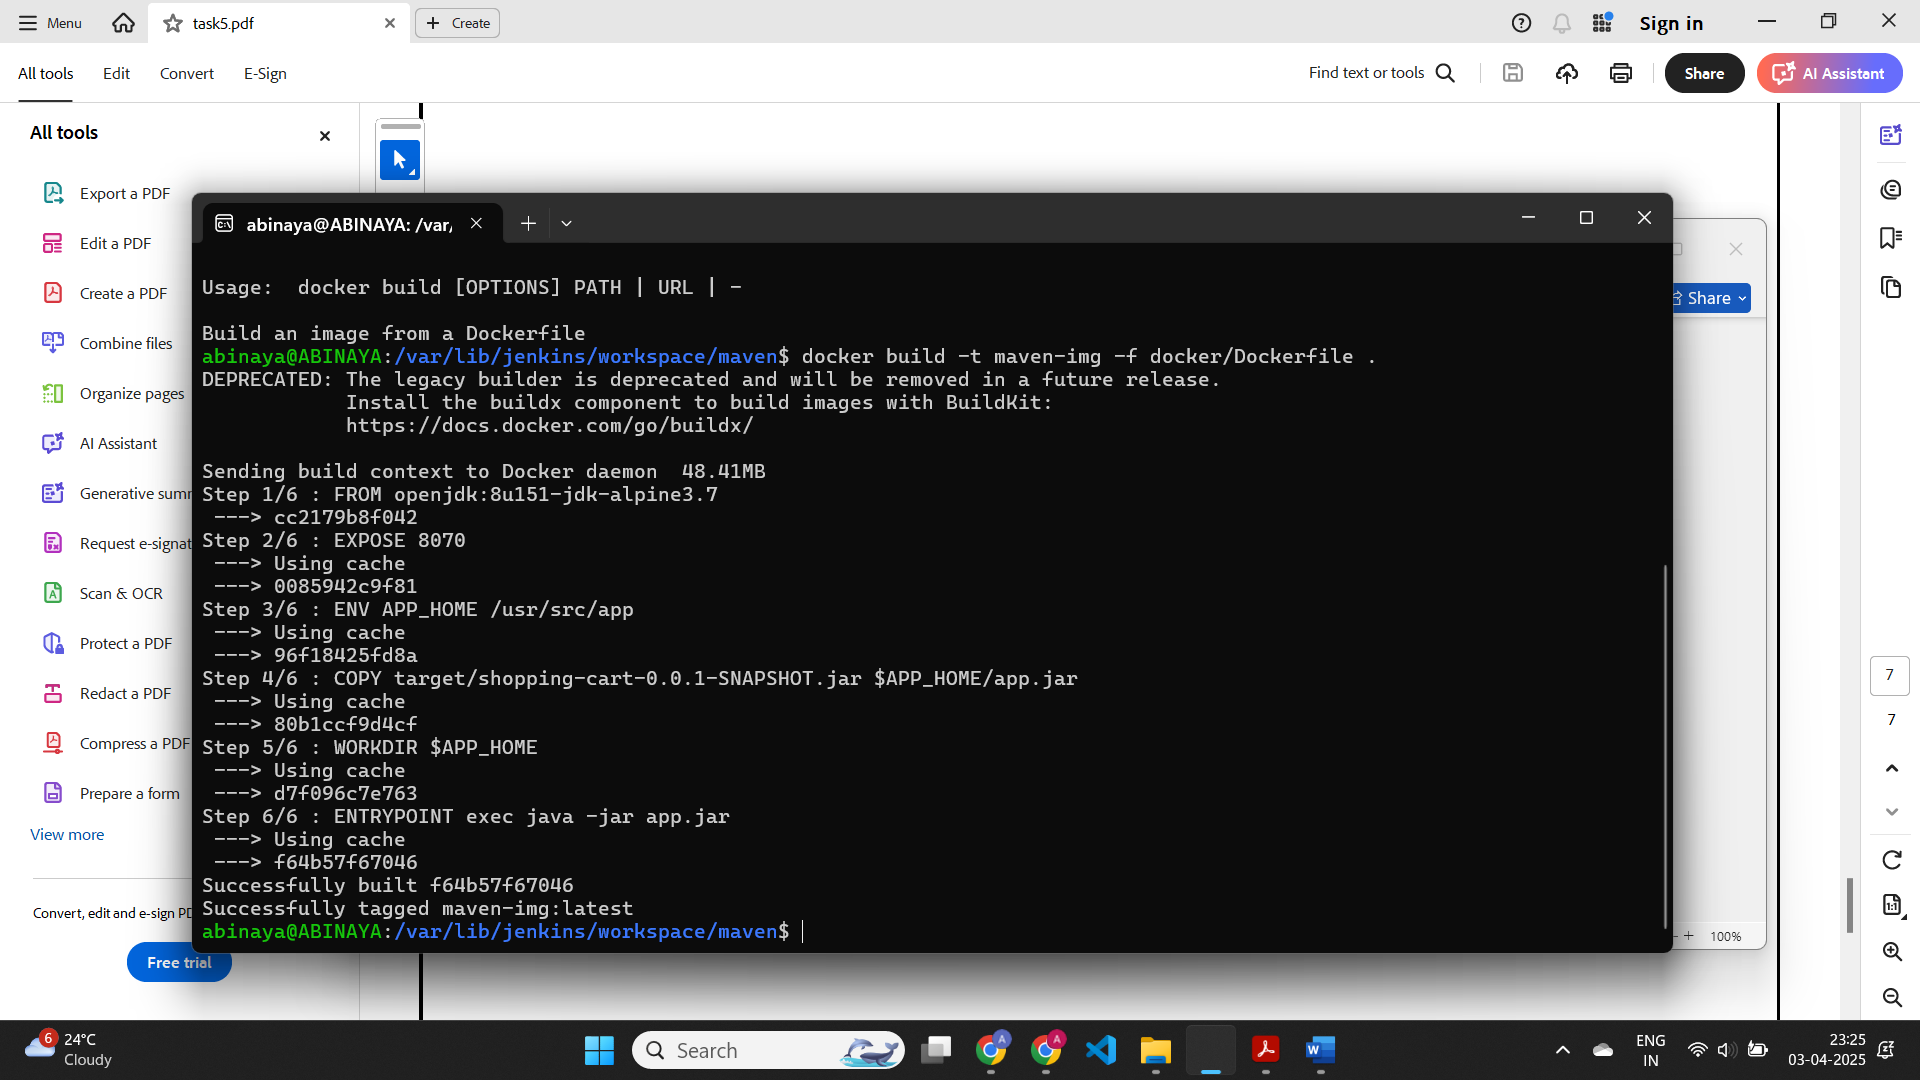 Menu
task5.pdf
Create
Sign in
All tools
Edit
Convert
E-Sign
Find text or tools
Share
AI Assistant
All tools
Export a PDF
Edit a PDF
Create a PDF
Combine files
Organize pages
AI Assistant
Generative sumr
Request e-signat
Scan & OCR
Protect a PDF
Redact a PDF
Compress a PDF
Prepare a form
View more
Convert, edit and e-sign PD
Free trial
abinaya@ABINAYA: /var/
Usage:  docker build [OPTIONS] PATH | URL | -
Build an image from a Dockerfile
abinaya@ABINAYA:/var/lib/jenkins/workspace/maven$ docker build -t maven-img -f docker/Dockerfile .
DEPRECATED: The legacy builder is deprecated and will be removed in a future release.
Install the buildx component to build images with BuildKit:
https://docs.docker.com/go/buildx/
Sending build context to Docker daemon  48.41MB
Step 1/6 : FROM openjdk:8u151-jdk-alpine3.7
---> cc2179b8f042
Step 2/6 : EXPOSE 8070
---> Using cache
---> 0085942c9f81
Step 3/6 : ENV APP_HOME /usr/src/app
---> Using cache
---> 96f18425fd8a
Step 4/6 : COPY target/shopping-cart-0.0.1-SNAPSHOT.jar $APP_HOME/app.jar
---> Using cache
---> 80b1ccf9d4cf
Step 5/6 : WORKDIR $APP_HOME
---> Using cache
---> d7f096c7e763
Step 6/6 : ENTRYPOINT exec java -jar app.jar
---> Using cache
---> f64b57f67046
Successfully built f64b57f67046
Successfully tagged maven-img:latest
abinaya@ABINAYA:/var/lib/jenkins/workspace/maven$
Share
100%
7
7
6
24°C
Cloudy
Search
ENG
IN
23:25
03-04-2025